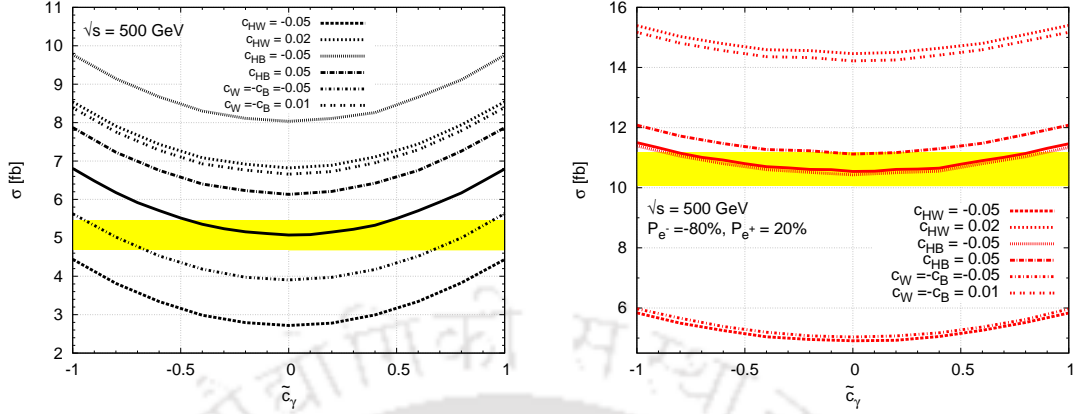 11
10
9
8
7
6
5
4
3
2
σ [fb]
√s = 500 GeV
c_HW = -0.05
c_HW = 0.02
c_HB = -0.05
c_HB = 0.05
c_W =-c_B = -0.05
c_W =-c_B = 0.01
-1 -0.5 0 0.5 1
c̃_γ
16
14
12
10
8
6
σ [fb]
√s = 500 GeV
P_e- =-80%, P_e+ = 20%
c_HW = -0.05
c_HW = 0.02
c_HB = -0.05
c_HB = 0.05
c_W =-c_B = -0.05
c_W =-c_B = 0.01
-1 -0.5 0 0.5 1
c̃_γ